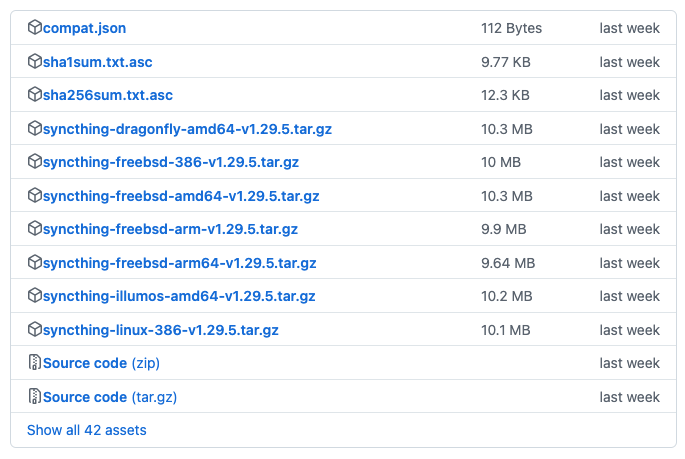 compat.json 112 Bytes last week
sha1sum.txt.asc 9.77 KB last week
sha256sum.txt.asc 12.3 KB last week
syncthing-dragonfly-amd64-v1.29.5.tar.gz 10.3 MB last week
syncthing-freebsd-386-v1.29.5.tar.gz 10 MB last week
syncthing-freebsd-amd64-v1.29.5.tar.gz 10.3 MB last week
syncthing-freebsd-arm-v1.29.5.tar.gz 9.9 MB last week
syncthing-freebsd-arm64-v1.29.5.tar.gz 9.64 MB last week
syncthing-illumos-amd64-v1.29.5.tar.gz 10.2 MB last week
syncthing-linux-386-v1.29.5.tar.gz 10.1 MB last week
Source code (zip) last week
Source code (tar.gz) last week
Show all 42 assets